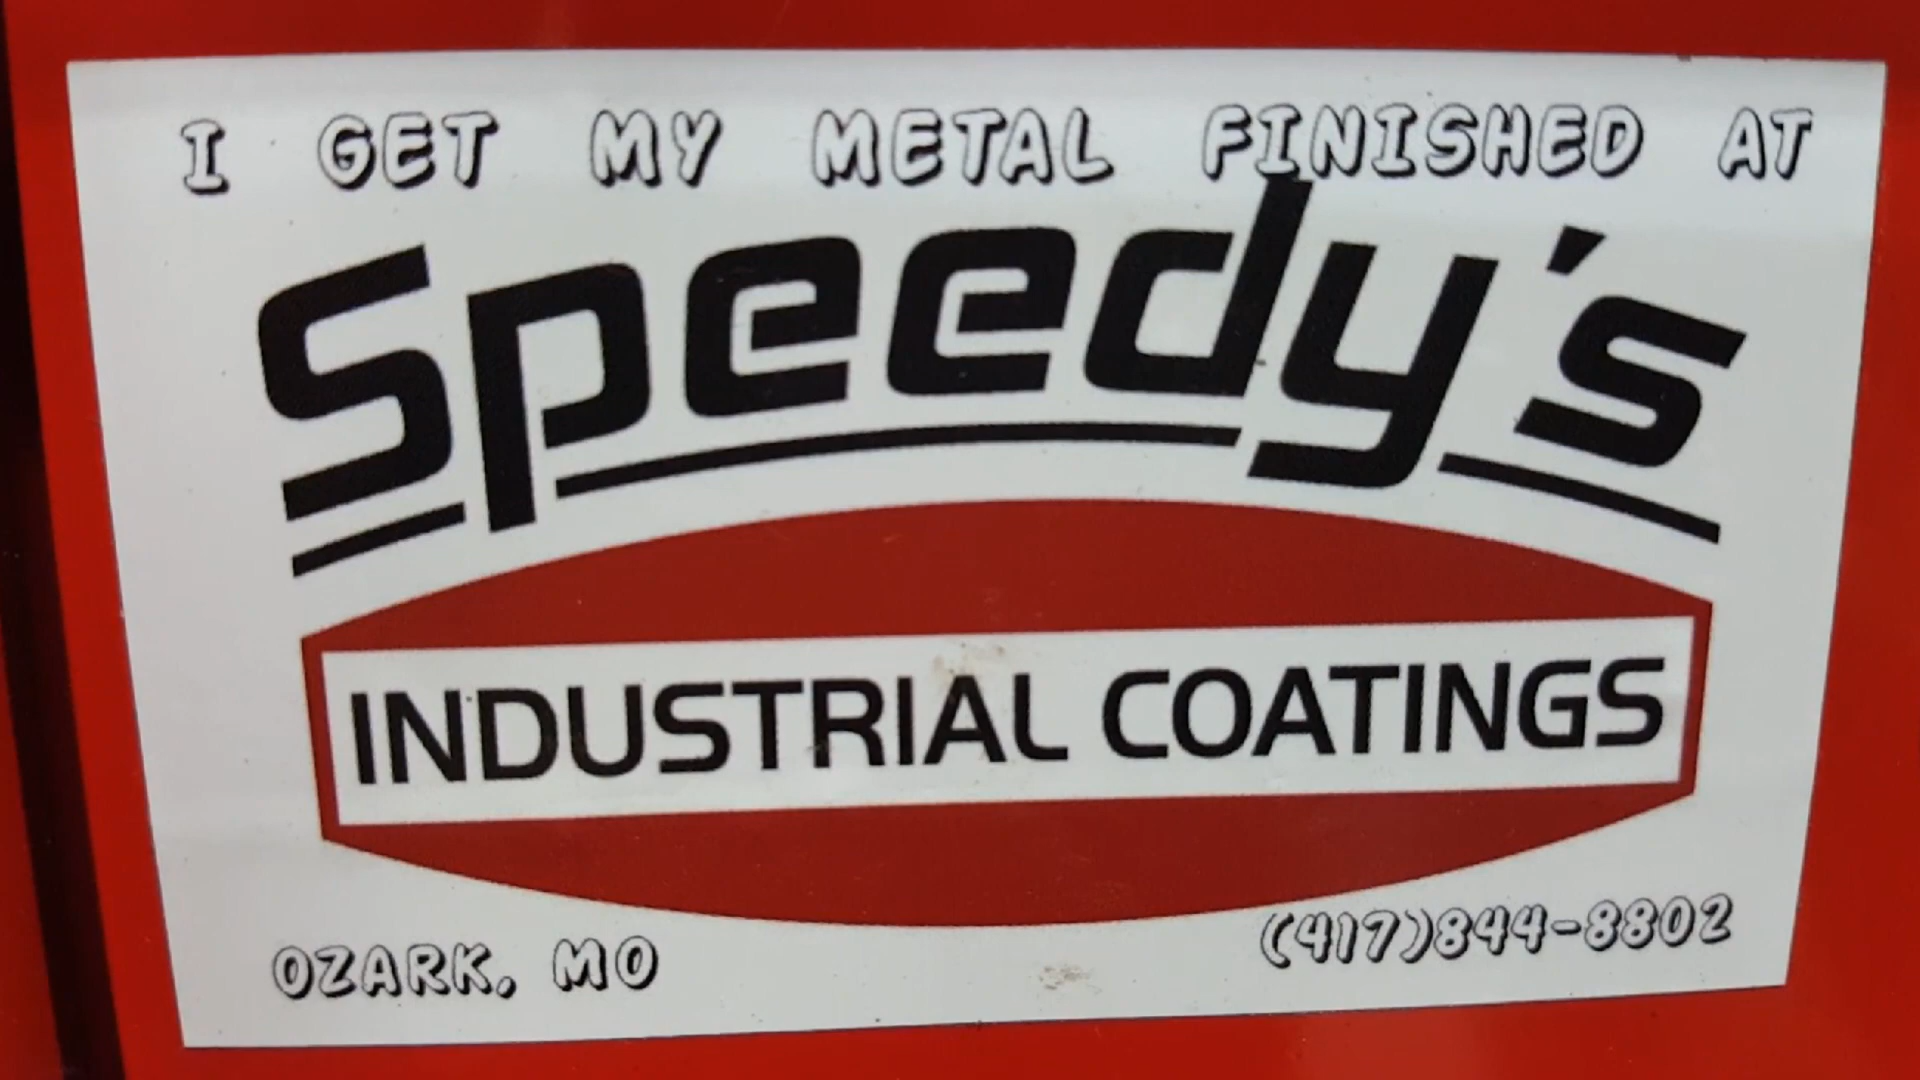 I GET MY METAL FINISHED AT
Speedy's
INDUSTRIAL COATINGS
OZARK, MO
(417)844-8802